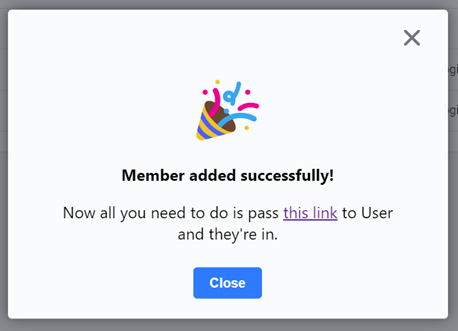 Member added successfully!
Now all you need to do is pass this link to User
and they're in.
Close